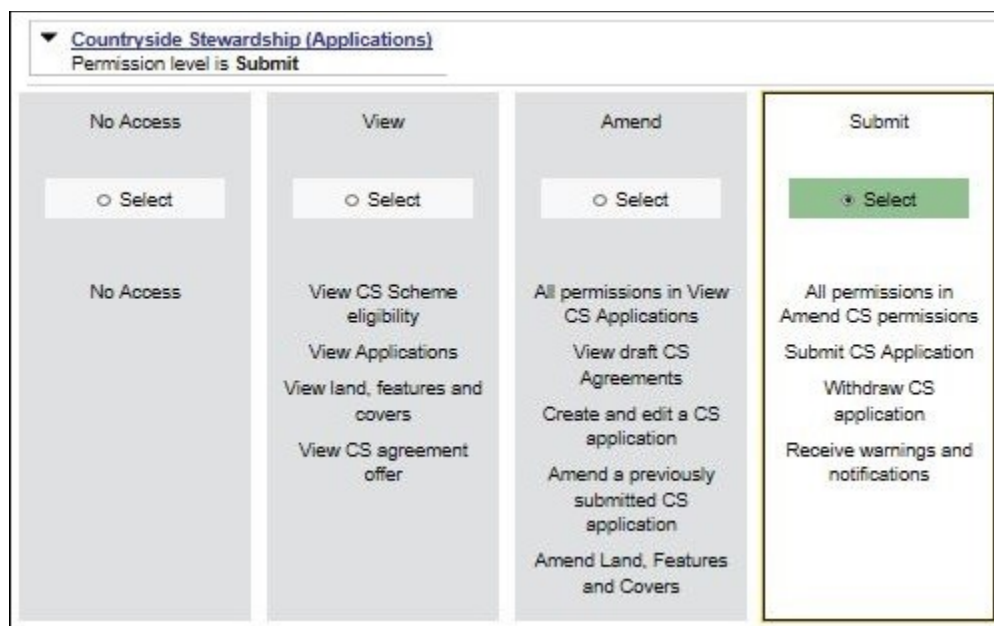 Countryside Stewardship (Applications)
Permission level is Submit
No Access
Select
No Access
View
Select
View CS Scheme
eligibility
View Applications
View land, features and
covers
View CS agreement
offer
Amend
Select
All permissions in View
CS Applications
View draft CS
Agreements
Create and edit a CS
application
Amend a previously
submitted CS
application
Amend Land, Features
and Covers
Submit
Select
All permissions in
Amend CS permissions
Submit CS Application
Withdraw CS
application
Receive warnings and
notifications